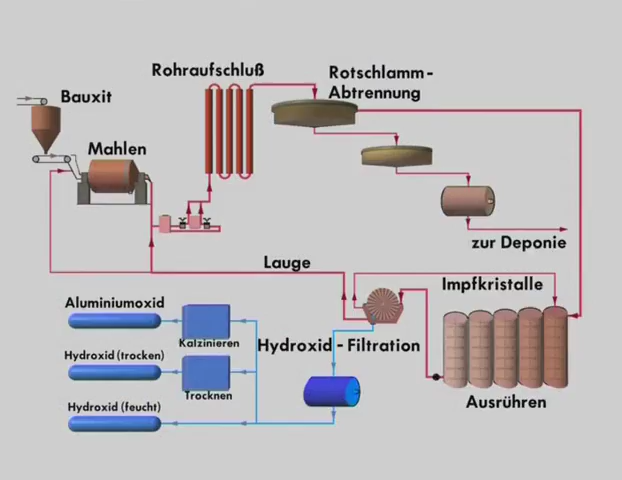 Rohraufschluß
Rotschlamm-
Abtrennung
Bauxit
Mahlen
zur Deponie
Lauge
Impfkristalle
Aluminiumoxid
Kalzinieren
Hydroxid-Filtration
Hydroxid (trocken)
Trocknen
Ausrühren
Hydroxid (feucht)